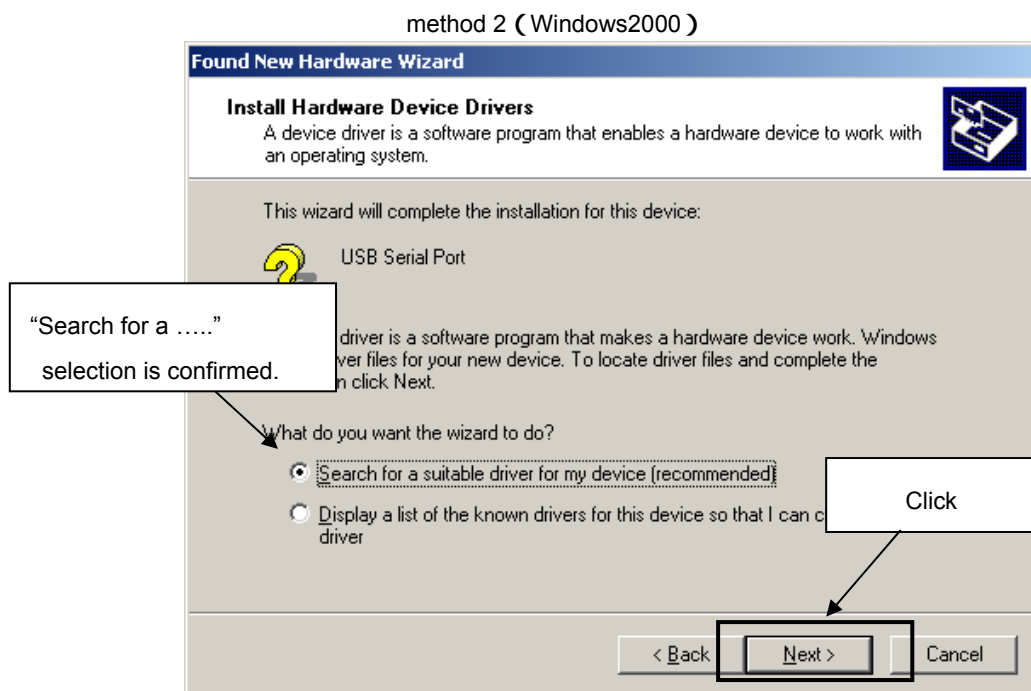 method 2（Windows2000）
Found New Hardware Wizard
Install Hardware Device Drivers
A device driver is a software program that enables a hardware device to work with
an operating system.
This wizard will complete the installation for this device:
USB Serial Port
“Search for a …..”
selection is confirmed.
driver is a software program that makes a hardware device work. Windows
ver files for your new device. To locate driver files and complete the
n click Next.
What do you want the wizard to do?
Search for a suitable driver for my device (recommended)
Display a list of the known drivers for this device so that I can c
driver
Click
< Back
Next >
Cancel